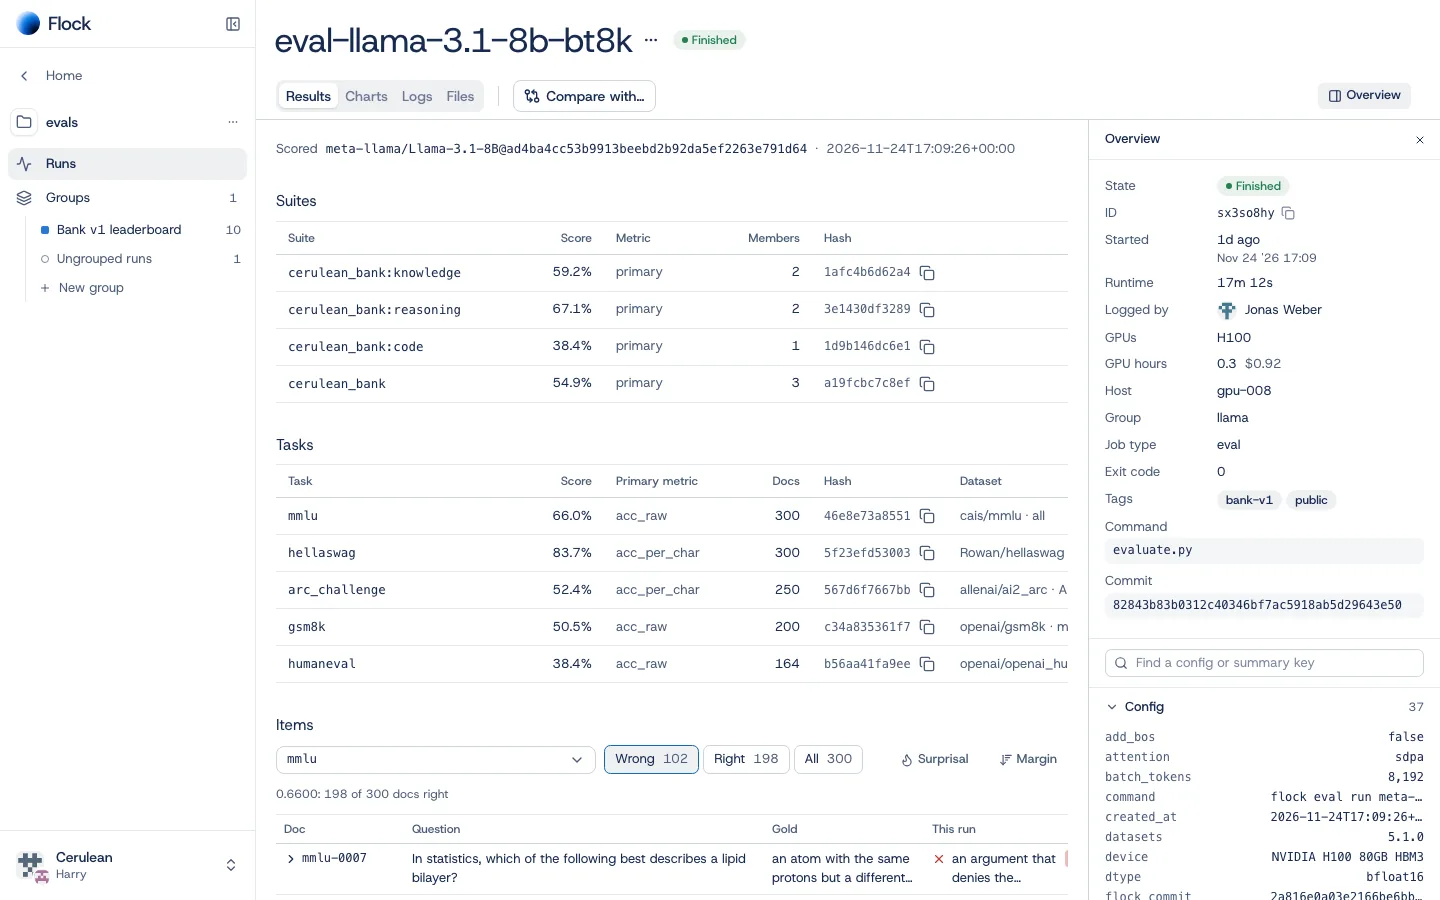 Flock
Home
evals
Runs
Groups 1
Bank v1 leaderboard 10
Ungrouped runs 1
New group
Cerulean
Harry
eval-llama-3.1-8b-bt8k
Finished
Results Charts Logs Files
Compare with...
Overview
Scored meta-llama/Llama-3.1-8B@ad4ba4cc53b9913beebd2b92da5ef2263e791d64 · 2026-11-24T17:09:26+00:00
Suites
Suite Score Metric Members Hash
cerulean_bank:knowledge 59.2% primary 2 1afc4b6d62a4
cerulean_bank:reasoning 67.1% primary 2 3e1430df3289
cerulean_bank:code 38.4% primary 1 1d9b146dc6e1
cerulean_bank 54.9% primary 3 a19fcbc7c8ef
Tasks
Task Score Primary metric Docs Hash Dataset
mmlu 66.0% acc_raw 300 46e8e73a8551 cais/mmlu · all
hellaswag 83.7% acc_per_char 300 5f23efd53003 Rowan/hellaswag
arc_challenge 52.4% acc_per_char 250 567d6f7667bb allenai/ai2_arc · A
gsm8k 50.5% acc_raw 200 c34a835361f7 openai/gsm8k · m
humaneval 38.4% acc_raw 164 b56aa41fa9ee openai/openai_hu
Items
mmlu
Wrong 102 Right 198 All 300 Surprisal Margin
0.6600: 198 of 300 docs right
Doc Question Gold This run
mmlu-0007 In statistics, which of the following best describes a lipid bilayer? an atom with the same protons but a different... an argument that denies the...
Overview
State Finished
ID sx3so8hy
Started 1d ago
Nov 24 '26 17:09
Runtime 17m 12s
Logged by Jonas Weber
GPUs H100
GPU hours 0.3 $0.92
Host gpu-008
Group llama
Job type eval
Exit code 0
Tags bank-v1 public
Command
evaluate.py
Commit
82843b83b0312c40346bf7ac5918ab5d29643e50
Find a config or summary key
Config 37
add_bos false
attention sdpa
batch_tokens 8,192
command flock eval run meta-…
created_at 2026-11-24T17:09:26+…
datasets 5.1.0
device NVIDIA H100 80GB HBM3
dtype bfloat16
flock_commit 2a816e0a03e2166be6bb…